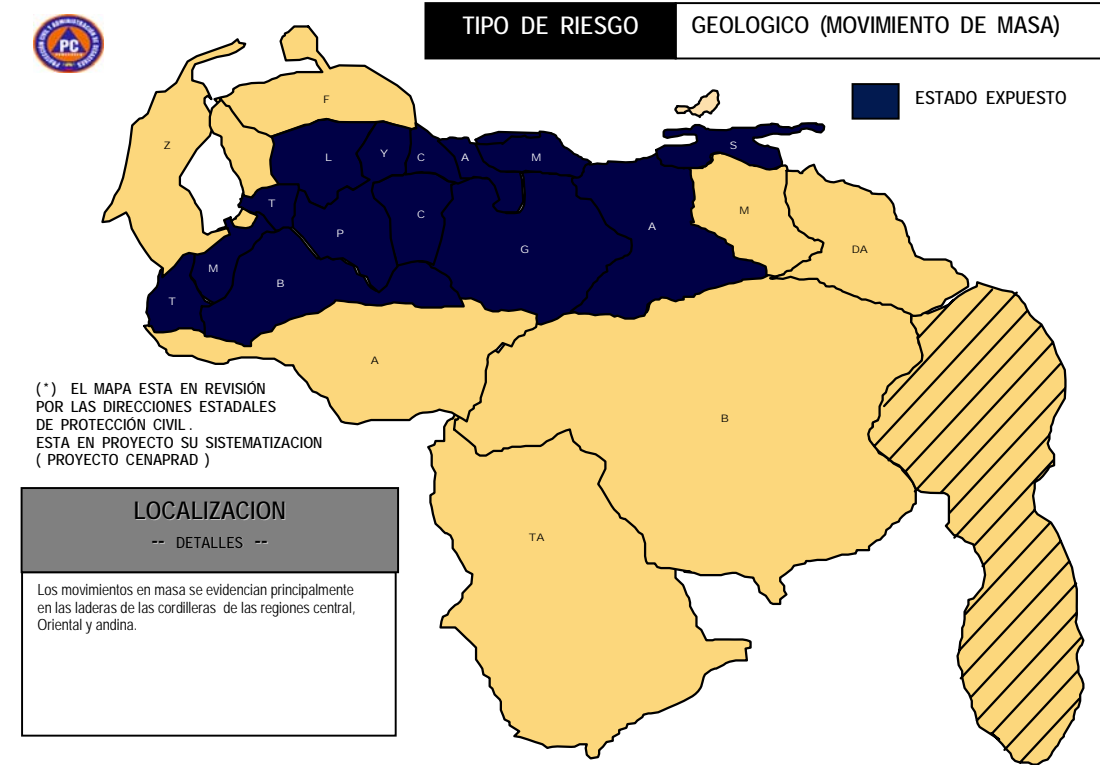 PC
TIPO DE RIESGO
GEOLOGICO (MOVIMIENTO DE MASA)
ESTADO EXPUESTO
F
Z
L
Y
C
A
M
S
T
P
C
G
A
M
DA
M
B
T
A
B
TA
(*) EL MAPA ESTA EN REVISIÓN
POR LAS DIRECCIONES ESTADALES
DE PROTECCIÓN CIVIL.
ESTA EN PROYECTO SU SISTEMATIZACION
( PROYECTO CENAPRAD )
LOCALIZACION
-- DETALLES --
Los movimientos en masa se evidencian principalmente
en las laderas de las cordilleras de las regiones central,
Oriental y andina.